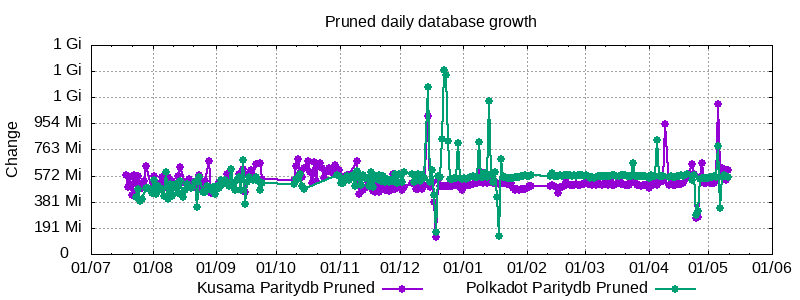 Pruned daily database growth
1 Gi
1 Gi
1 Gi
954 Mi
763 Mi
572 Mi
381 Mi
191 Mi
0
Change
01/07 01/08 01/09 01/10 01/11 01/12 01/01 01/02 01/03 01/04 01/05 01/06
Kusama Paritydb Pruned Polkadot Paritydb Pruned